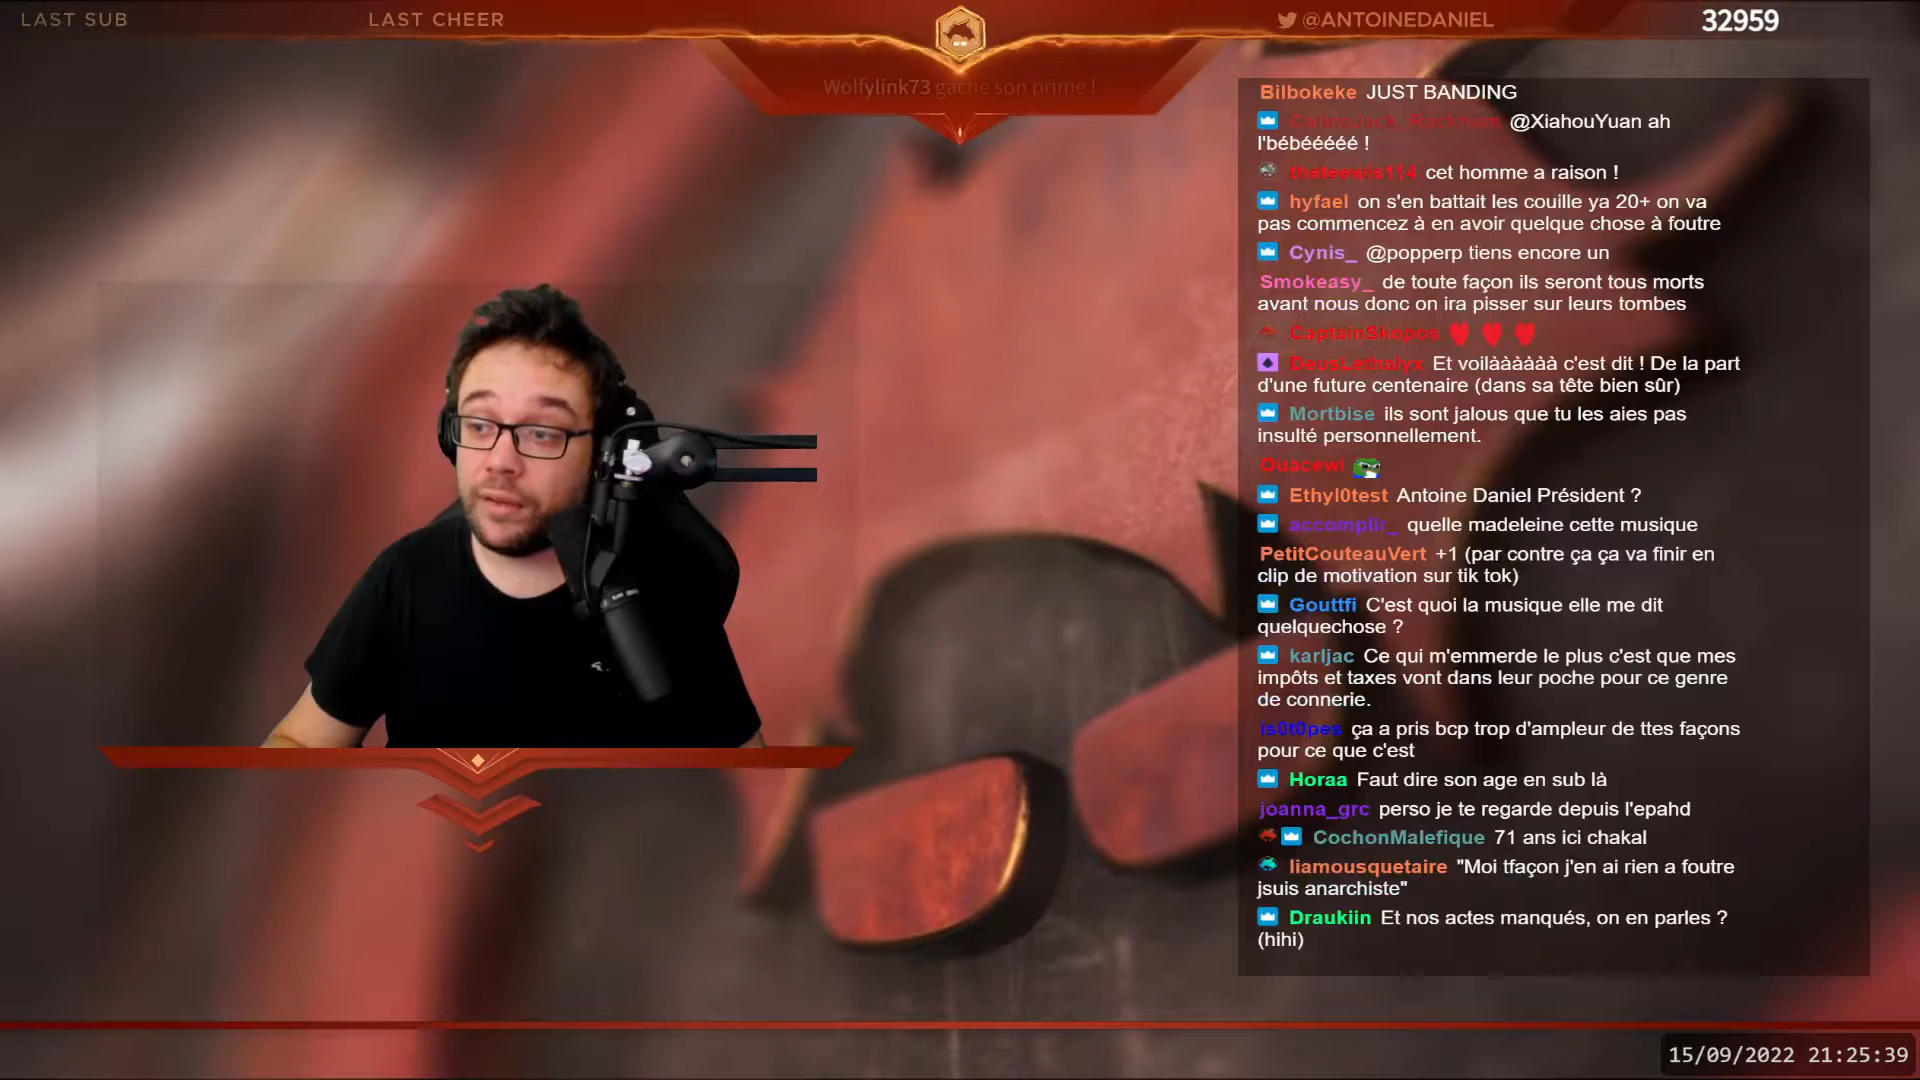 LAST SUB
LAST CHEER
@ANTOINEDANIEL
32959
Wolfylink73 gâche son prime !
Bilbokeke JUST BANDING
@XiahouYuan ah
l'bébééééé !
thateewis114 cet homme a raison !
hyfael on s'en battait les couille ya 20+ on va
pas commencez à en avoir quelque chose à foutre
Cynis_ @popperp tiens encore un
Smokeasy_ de toute façon ils seront tous morts
avant nous donc on ira pisser sur leurs tombes
CaptainSkopos
DeusLethalyx Et voilàààààà c'est dit ! De la part
d'une future centenaire (dans sa tête bien sûr)
Mortbise ils sont jalous que tu les aies pas
insulté personnellement.
Ouacewi
Ethyl0test Antoine Daniel Président ?
accomplir_ quelle madeleine cette musique
PetitCouteauVert +1 (par contre ça ça va finir en
clip de motivation sur tik tok)
Gouttfi C'est quoi la musique elle me dit
quelquechose ?
karljac Ce qui m'emmerde le plus c'est que mes
impôts et taxes vont dans leur poche pour ce genre
de connerie.
is0t0pes ça a pris bcp trop d'ampleur de ttes façons
pour ce que c'est
Horaa Faut dire son age en sub là
joanna_grc perso je te regarde depuis l'epahd
CochonMalefique 71 ans ici chakal
liamousquetaire "Moi tfaçon j'en ai rien a foutre
jsuis anarchiste"
Draukiin Et nos actes manqués, on en parles ?
(hihi)
15/09/2022 21:25:39